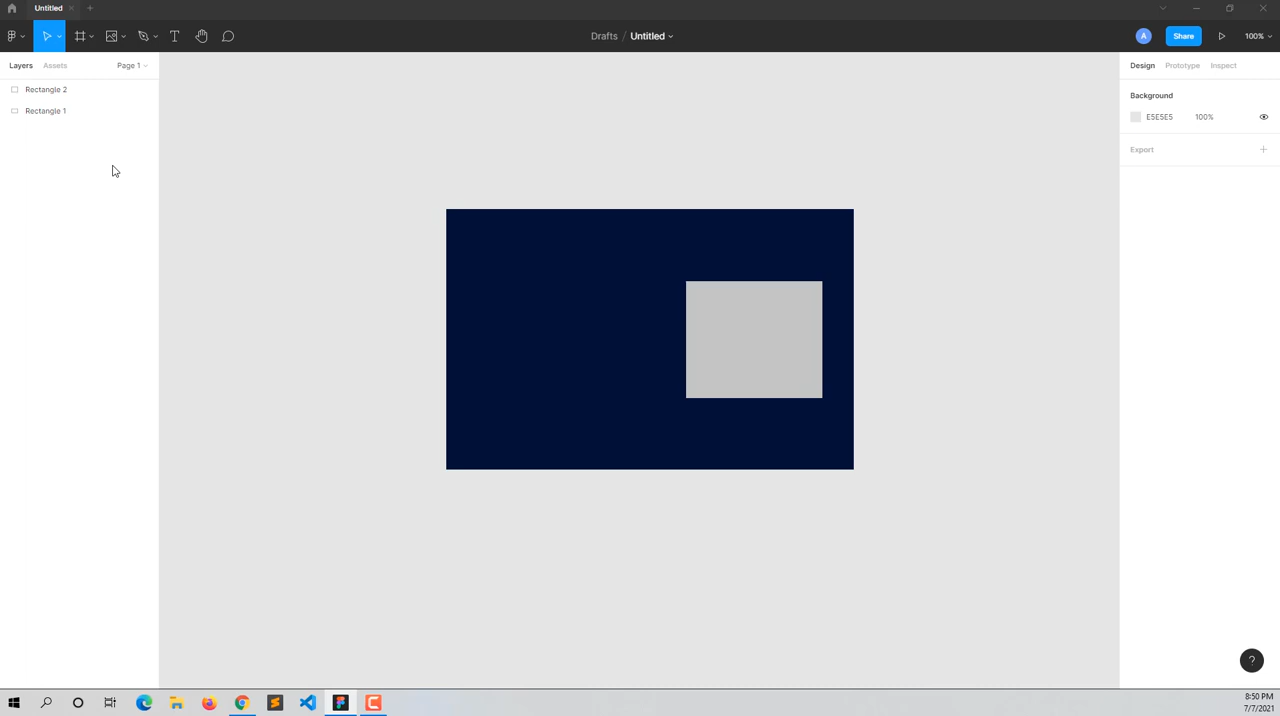 Untitled
Drafts / Untitled
A
Share
100%
Layers
Assets
Page 1
Rectangle 2
Rectangle 1
Design
Prototype
Inspect
Background
E5E5E5
100%
Export
?
8:50 PM
7/7/2021